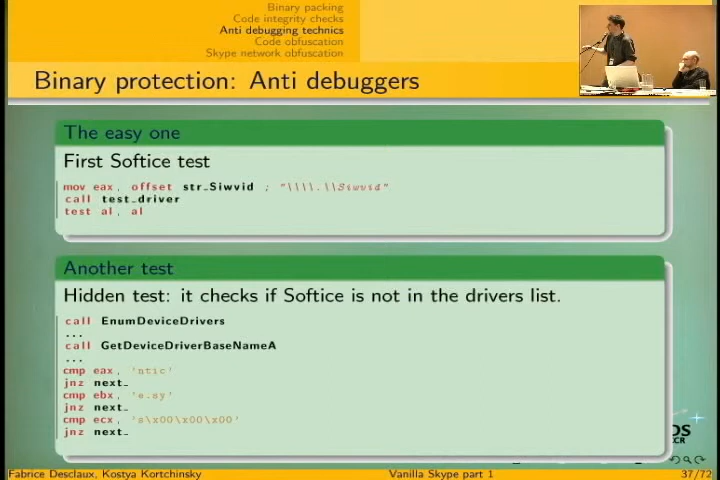 Binary packing
Code integrity checks
Anti debugging technics
Code obfuscation
Skype network obfuscation
Binary protection: Anti debuggers
The easy one
First Softice test
mov eax, offset str_Siwvid ; "\\\\.\\Siwvid"
call test_driver
test al, al
Another test
Hidden test: it checks if Softice is not in the drivers list.
call EnumDeviceDrivers
...
call GetDeviceDriverBaseNameA
...
cmp eax, 'ntic'
jnz next_
cmp ebx, 'e.sy'
jnz next_
cmp ecx, 's\x00\x00\x00'
jnz next_
Fabrice Desclaux, Kostya Kortchinsky
Vanilla Skype part 1
37/72